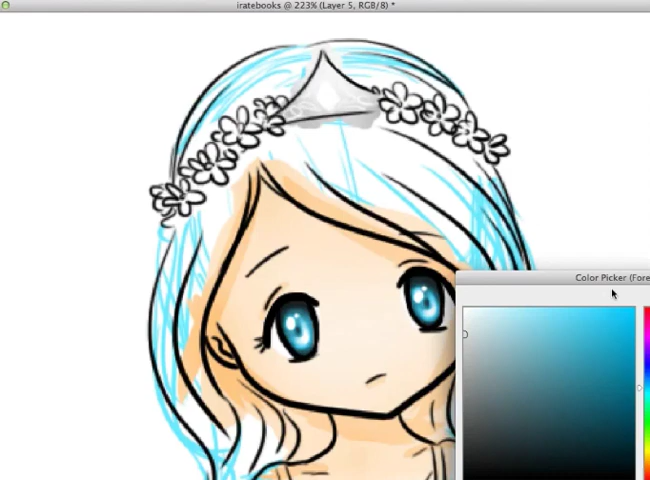 iratebooks @ 223% (Layer 5, RGB/8) *
Color Picker (Fore